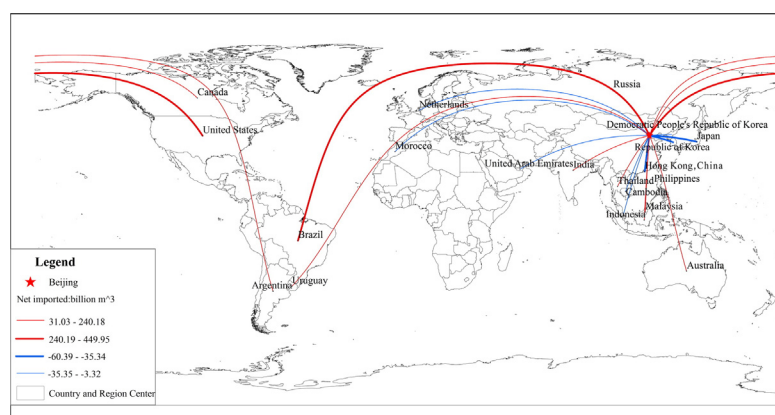 Canada
Russia
United States
Netherlands
Democratic People's Republic of Korea
Japan
Morocco
Republic of Korea
United Arab Emirates
India
Hong Kong,China
Thailand
Philippines
Cambodia
Indonesia
Malaysia
Brazil
Australia
Argentina
Uruguay
Legend
Beijing
Net imported:billion m^3
31.03 - 240.18
240.19 - 449.95
-60.39 - -35.34
-35.35 - -3.32
Country and Region Center